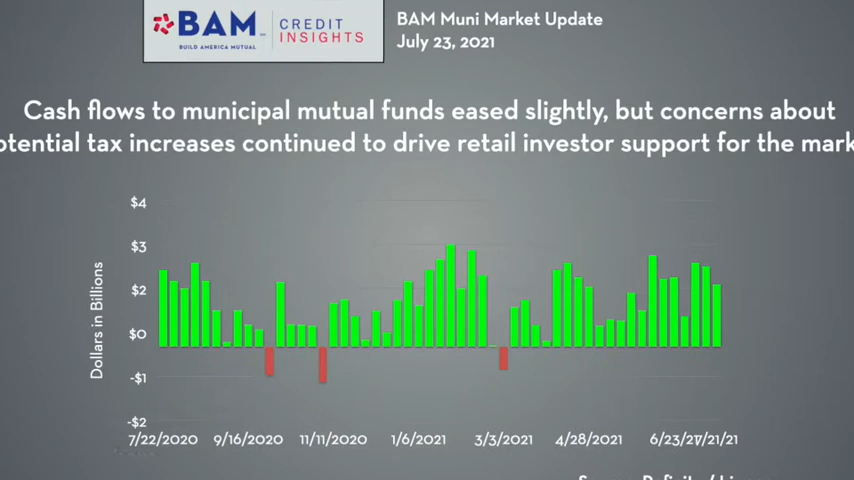 BAM
BUILD AMERICA MUTUAL
CREDIT
INSIGHTS
BAM Muni Market Update
July 23, 2021
Cash flows to municipal mutual funds eased slightly, but concerns about
otential tax increases continued to drive retail investor support for the mark
Dollars in Billions
$4
$3
$2
$0
-$1
-$2
7/22/2020 9/16/2020 11/11/2020 1/6/2021 3/3/2021 4/28/2021 6/23/21 7/21/21